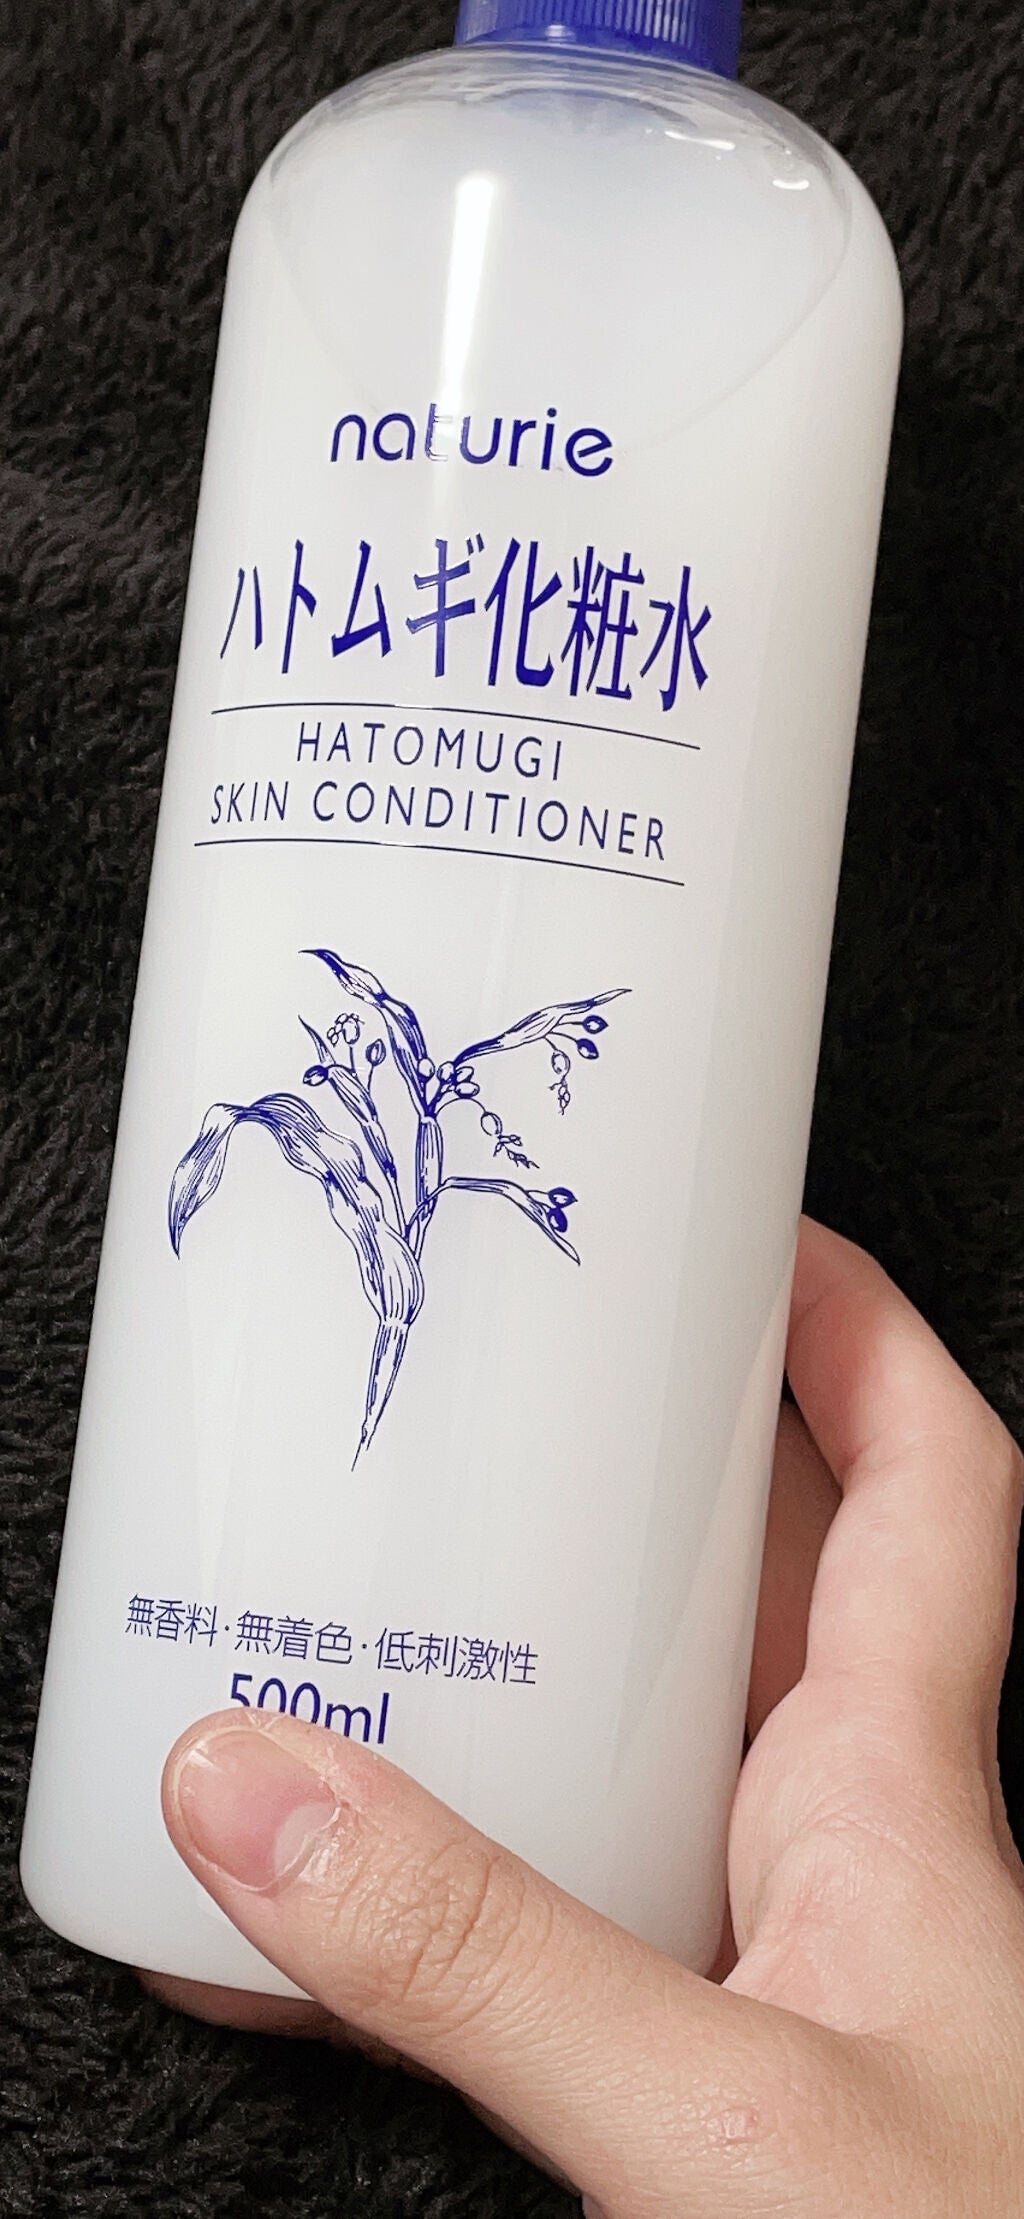 naturie
ハトムギ化粧水
HATOMUGI
SKIN CONDITIONER
無香料・無着色・低刺激性
500ml